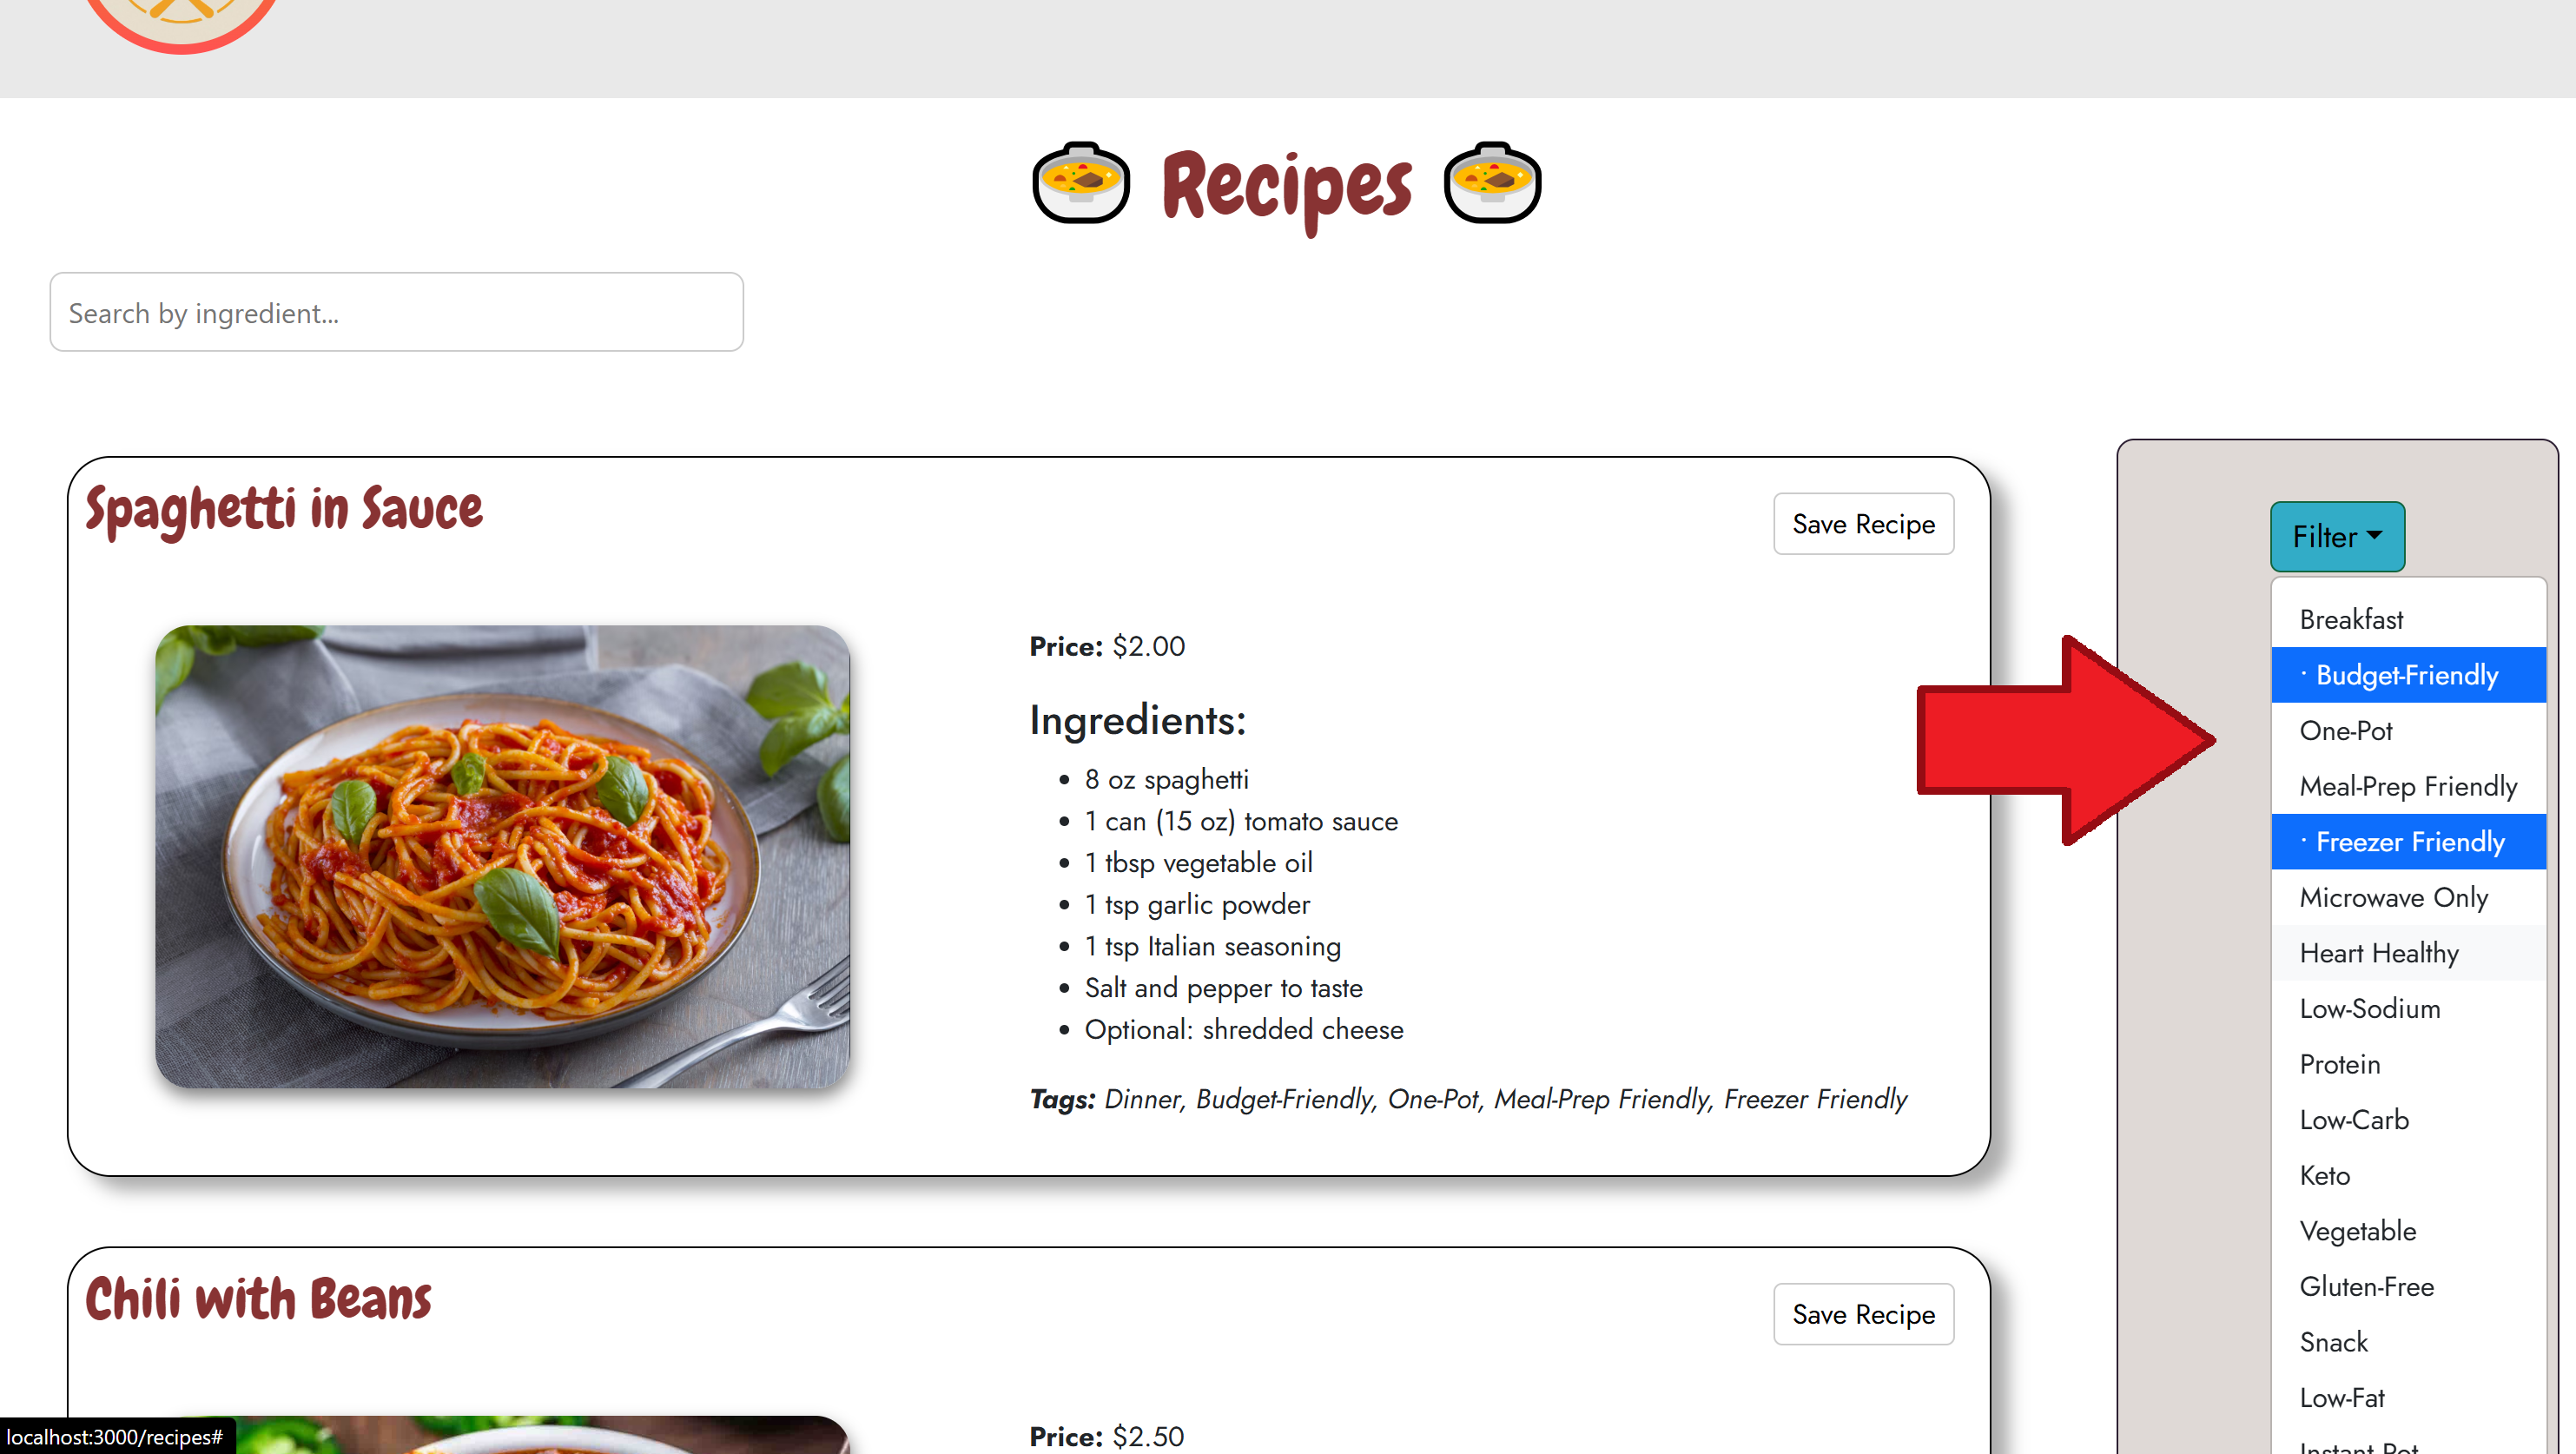 Recipes
Search by ingredient...
Spaghetti in Sauce
Save Recipe
Price: $2.00
Ingredients:
• 8 oz spaghetti
• 1 can (15 oz) tomato sauce
• 1 tbsp vegetable oil
• 1 tsp garlic powder
• 1 tsp Italian seasoning
• Salt and pepper to taste
• Optional: shredded cheese
Tags: Dinner, Budget-Friendly, One-Pot, Meal-Prep Friendly, Freezer Friendly
Chili with Beans
Save Recipe
Price: $2.50
Filter
Breakfast
· Budget-Friendly
One-Pot
Meal-Prep Friendly
· Freezer Friendly
Microwave Only
Heart Healthy
Low-Sodium
Protein
Low-Carb
Keto
Vegetable
Gluten-Free
Snack
Low-Fat
Instant Pot
localhost:3000/recipes#